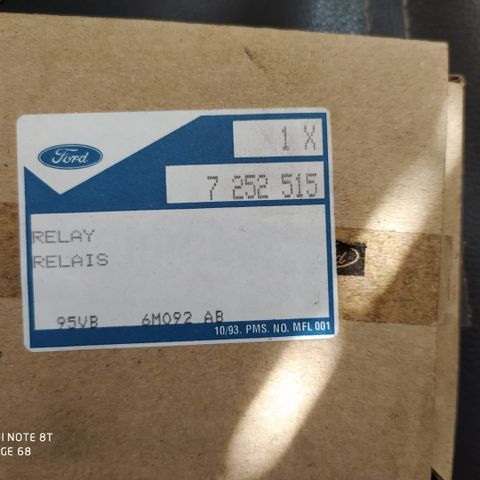 Ford
1 X
7 252 515
RELAY
RELAIS
95VB 6M092 AB
10/93. PMS. NO. MFL 001
Ford
I NOTE 8T
GE 68